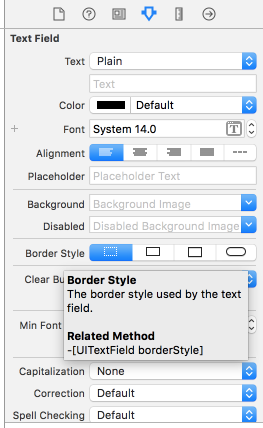 Text Field
Text Plain
Text
Color Default
+ Font System 14.0 T
Alignment
Placeholder Placeholder Text
Background Background Image
Disabled Disabled Background Image
Border Style
Clear Bu
Border Style
The border style used by the text
field.
Min Font
Related Method
-[UITextField borderStyle]
Capitalization None
Correction Default
Spell Checking Default